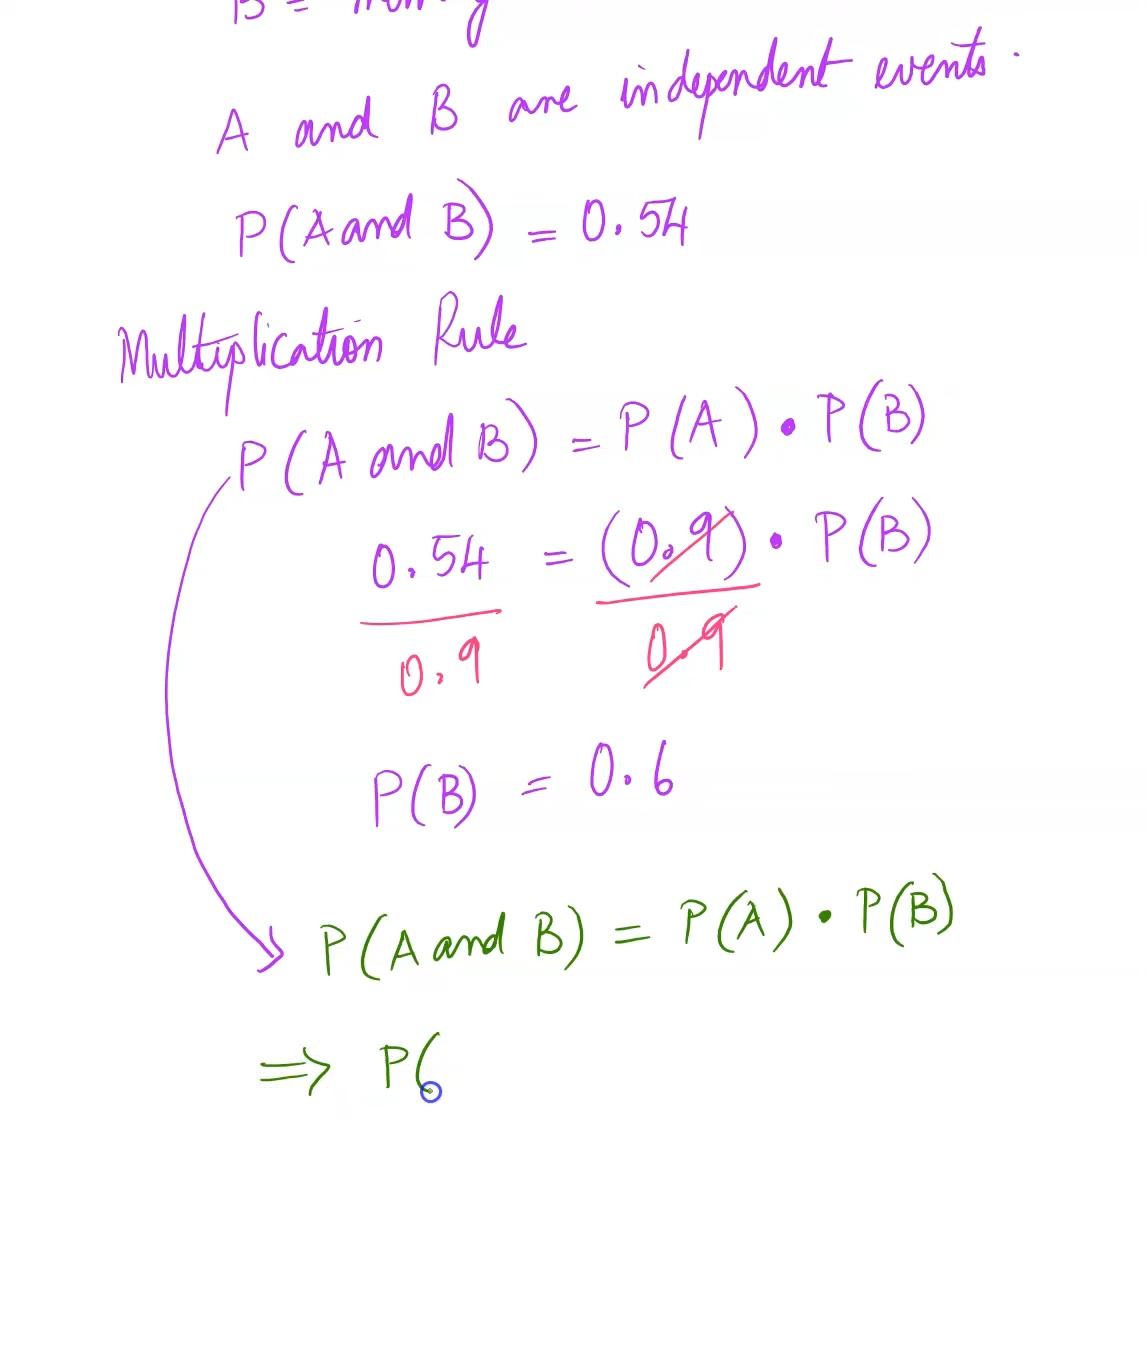 B =
A and B are independent events.
P(A and B) = 0.54
Multiplication Rule
P(A and B) = P(A) • P(B)
0.54 = (0.9) • P(B)
0.9 0.9
P(B) = 0.6
P(A and B) = P(A) • P(B)
⇒ P(